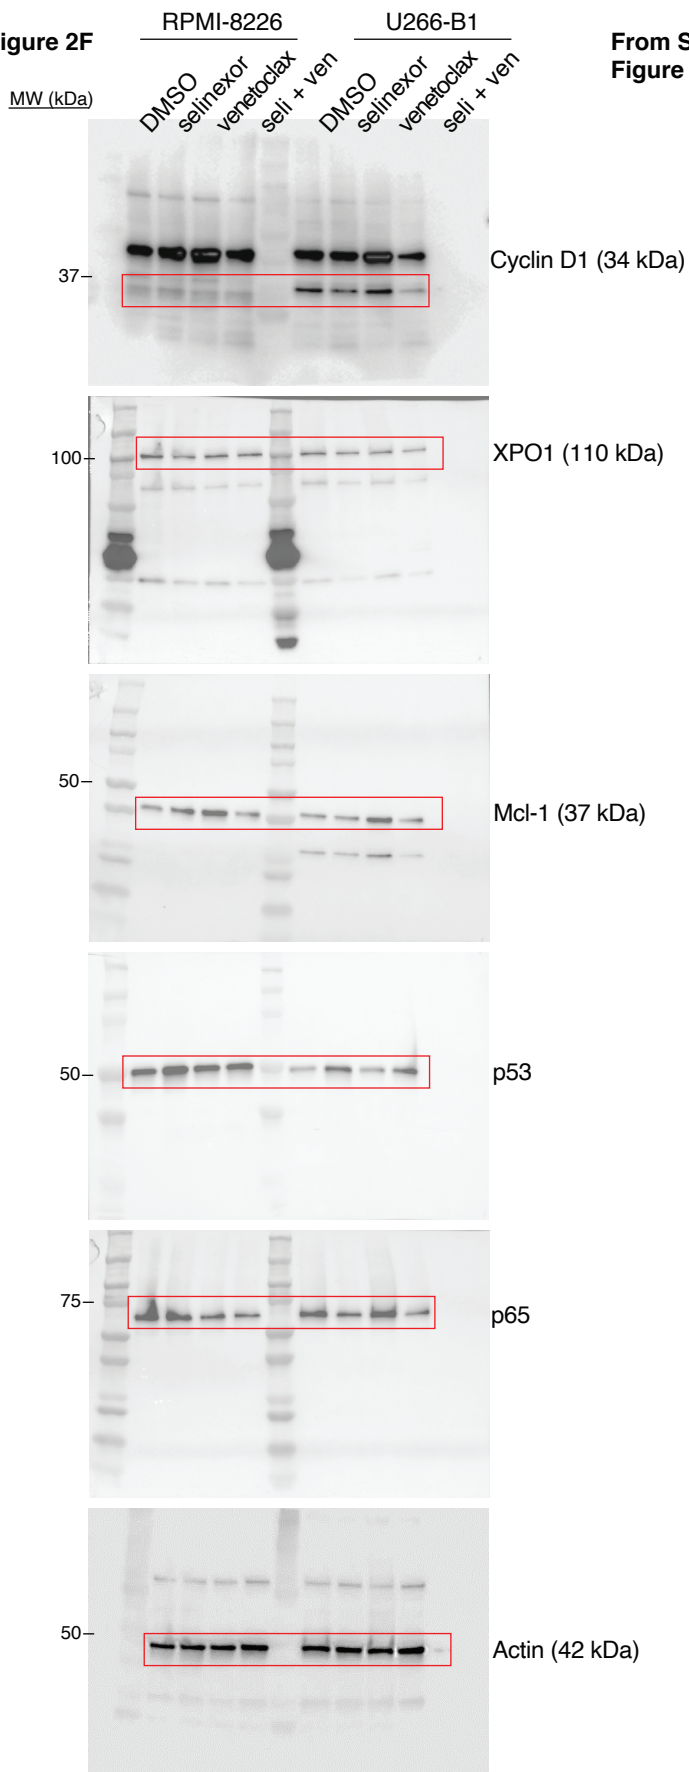 RPMI-8226 U266-B1
igure 2F
From S
Figure
MW (kDa)
DMSO selinexor venetoclax seli + ven DMSO selinexor venetoclax seli + ven
37
Cyclin D1 (34 kDa)
100
XPO1 (110 kDa)
50
Mcl-1 (37 kDa)
50
p53
75
p65
50
Actin (42 kDa)